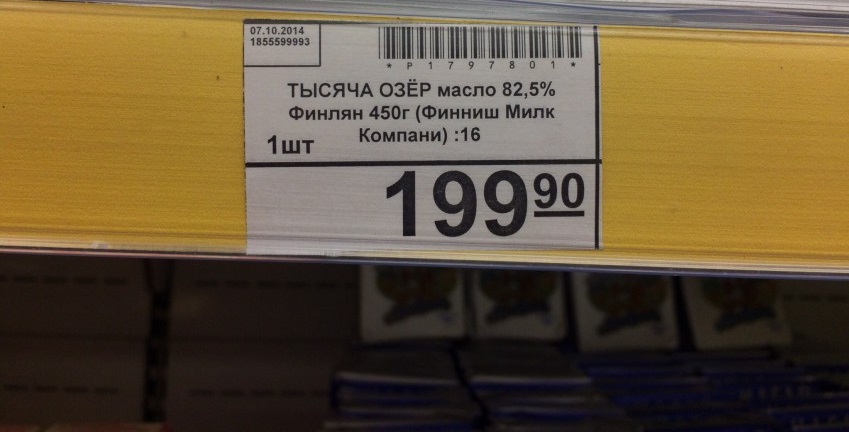 07.10.2014
1855599993
* P 1 7 9 7 8 0 1 *
ТЫСЯЧА ОЗЁР масло 82,5%
Финлян 450г (Финниш Милк
Компани) :16
1шт
199 90